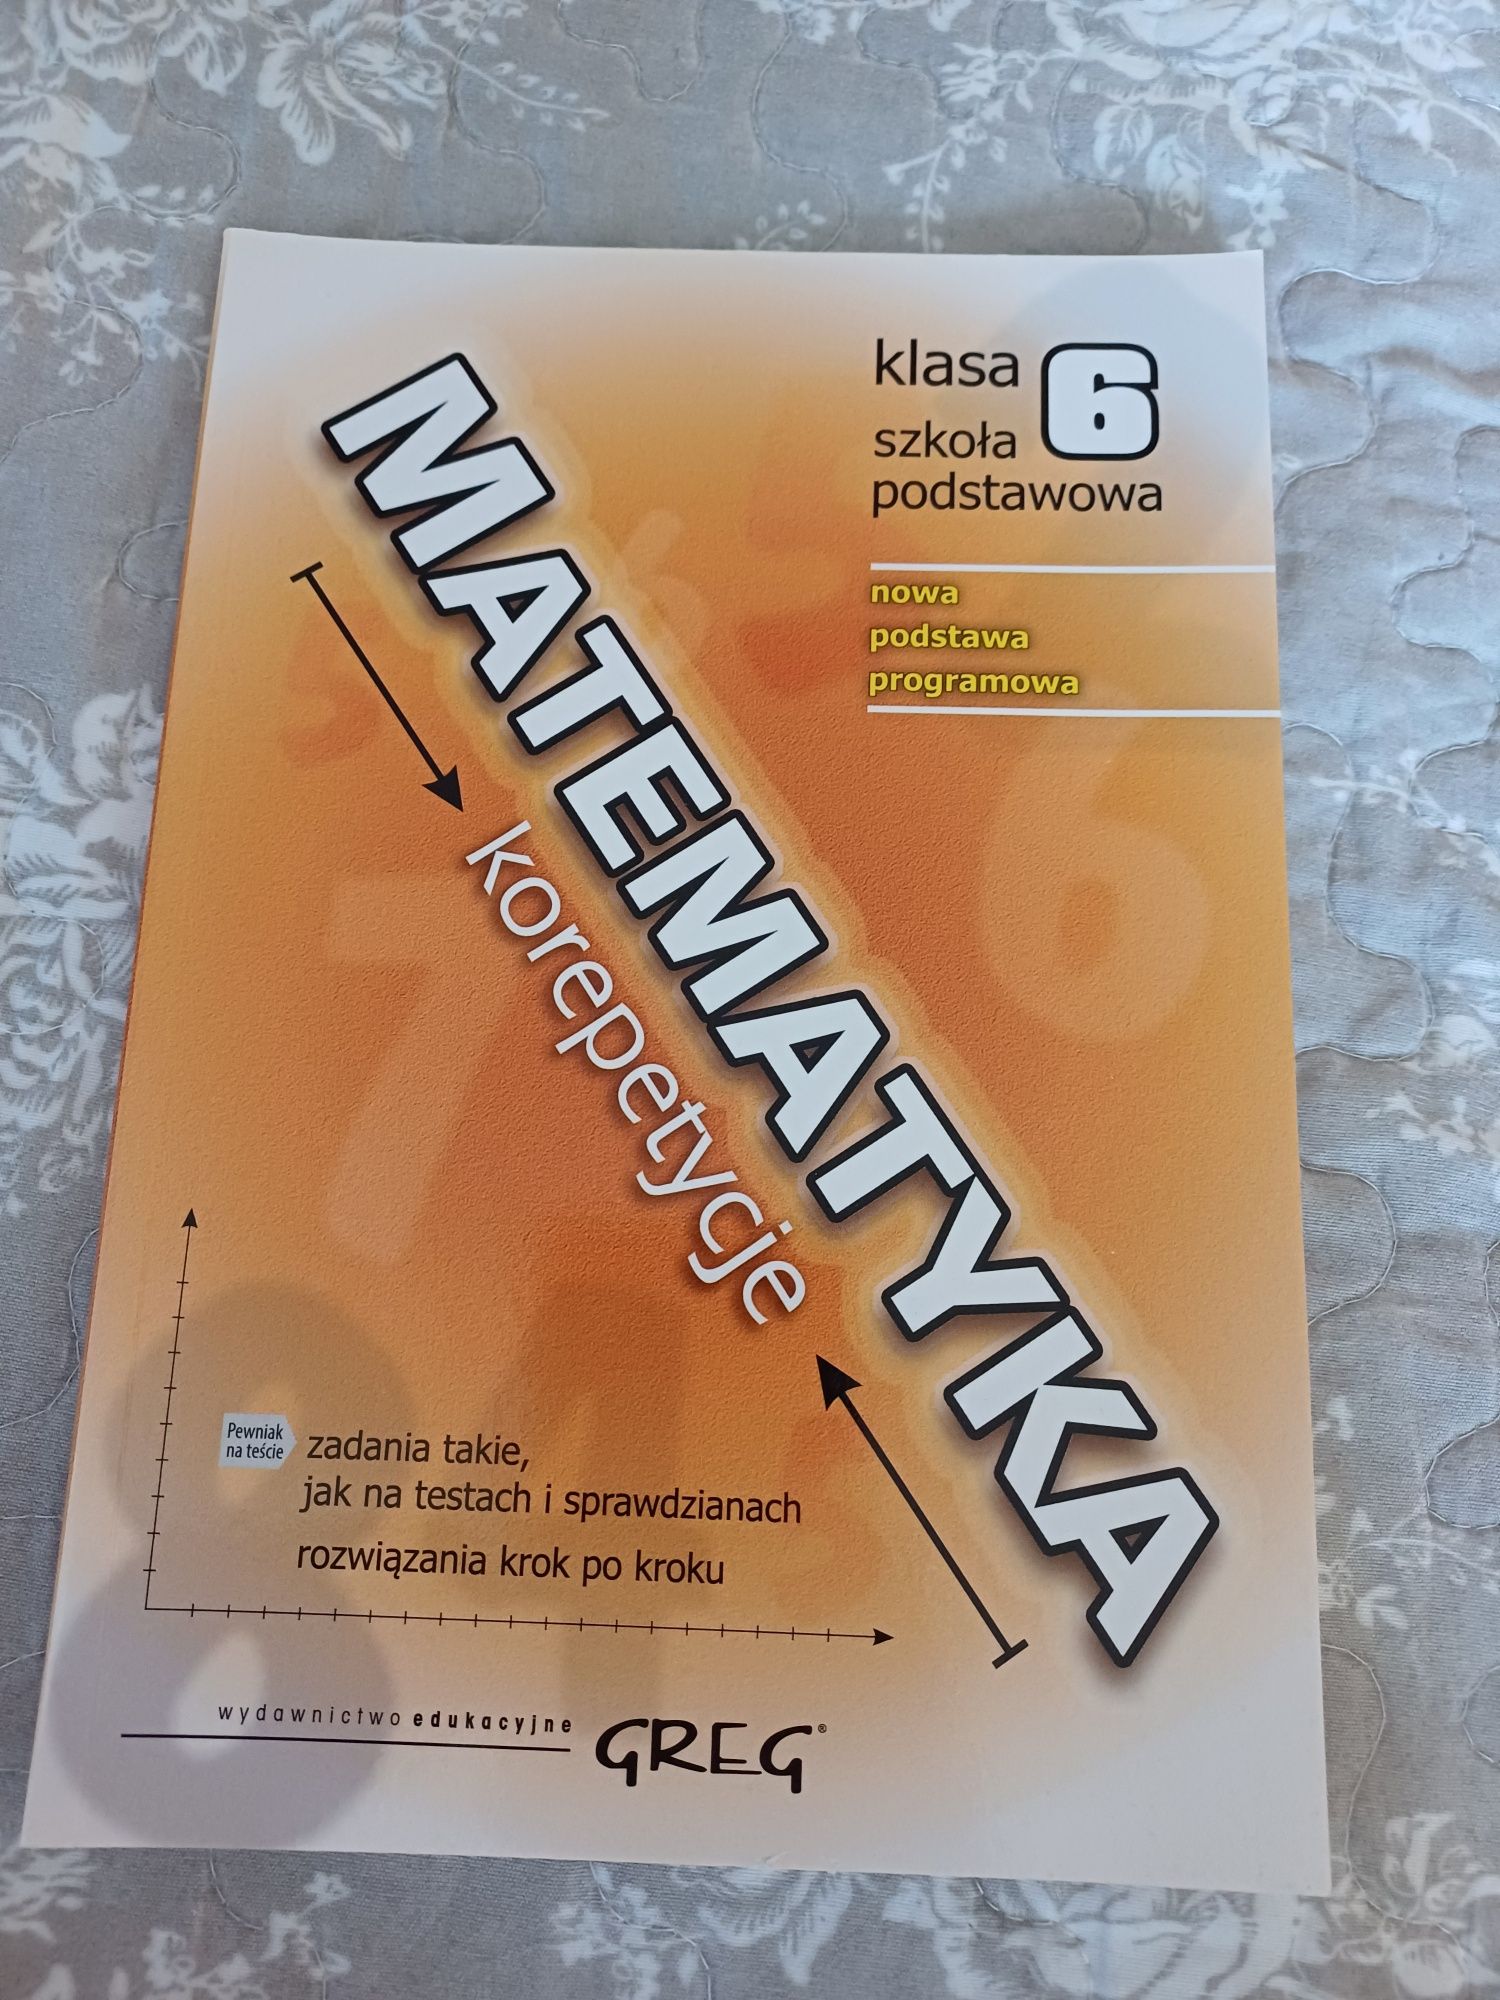 klasa 6
szkoła
podstawowa
nowa
podstawa
programowa
MATEMATYKA
korepetycje
Pewniak
na teście
zadania takie,
jak na testach i sprawdzianach
rozwiązania krok po kroku
wydawnictwo edukacyjne
GREG®